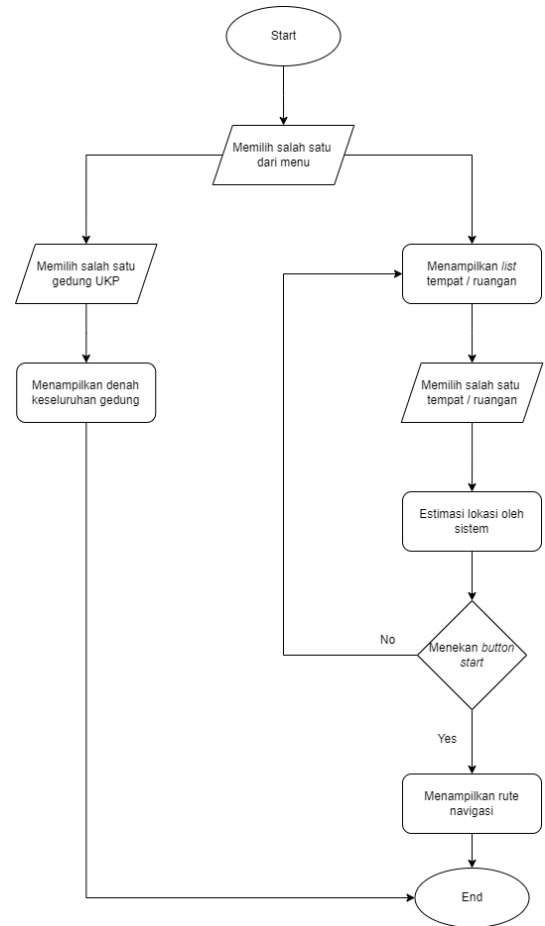 Start
Memilih salah satu
dari menu
Memilih salah satu
gedung UKP
Menampilkan list
tempat / ruangan
Menampilkan denah
keseluruhan gedung
Memilih salah satu
tempat / ruangan
Estimasi lokasi oleh
sistem
No
Menekan button
start
Yes
Menampilkan rute
navigasi
End